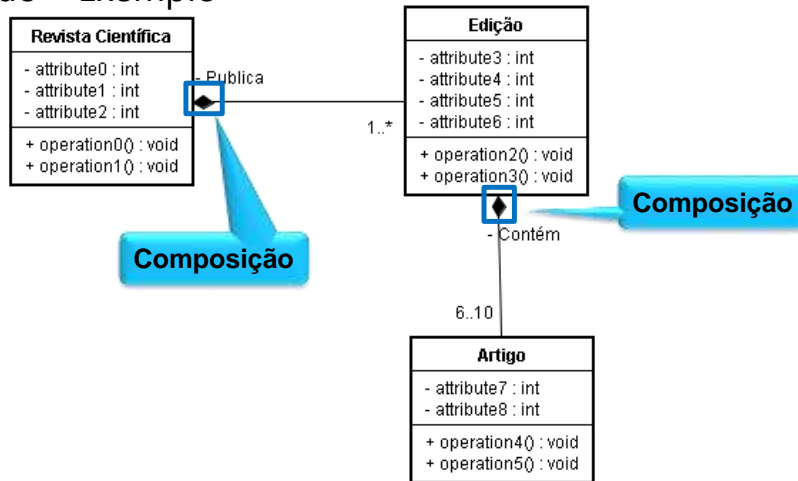 Exemplo
Revista Científica
- attribute0 : int
- attribute1 : int
- attribute2 : int
+ operation0() : void
+ operation1() : void
- Publica
1..*
Edição
- attribute3 : int
- attribute4 : int
- attribute5 : int
- attribute6 : int
+ operation2() : void
+ operation3() : void
Composição
Composição
- Contém
6..10
Artigo
- attribute7 : int
- attribute8 : int
+ operation4() : void
+ operation5() : void